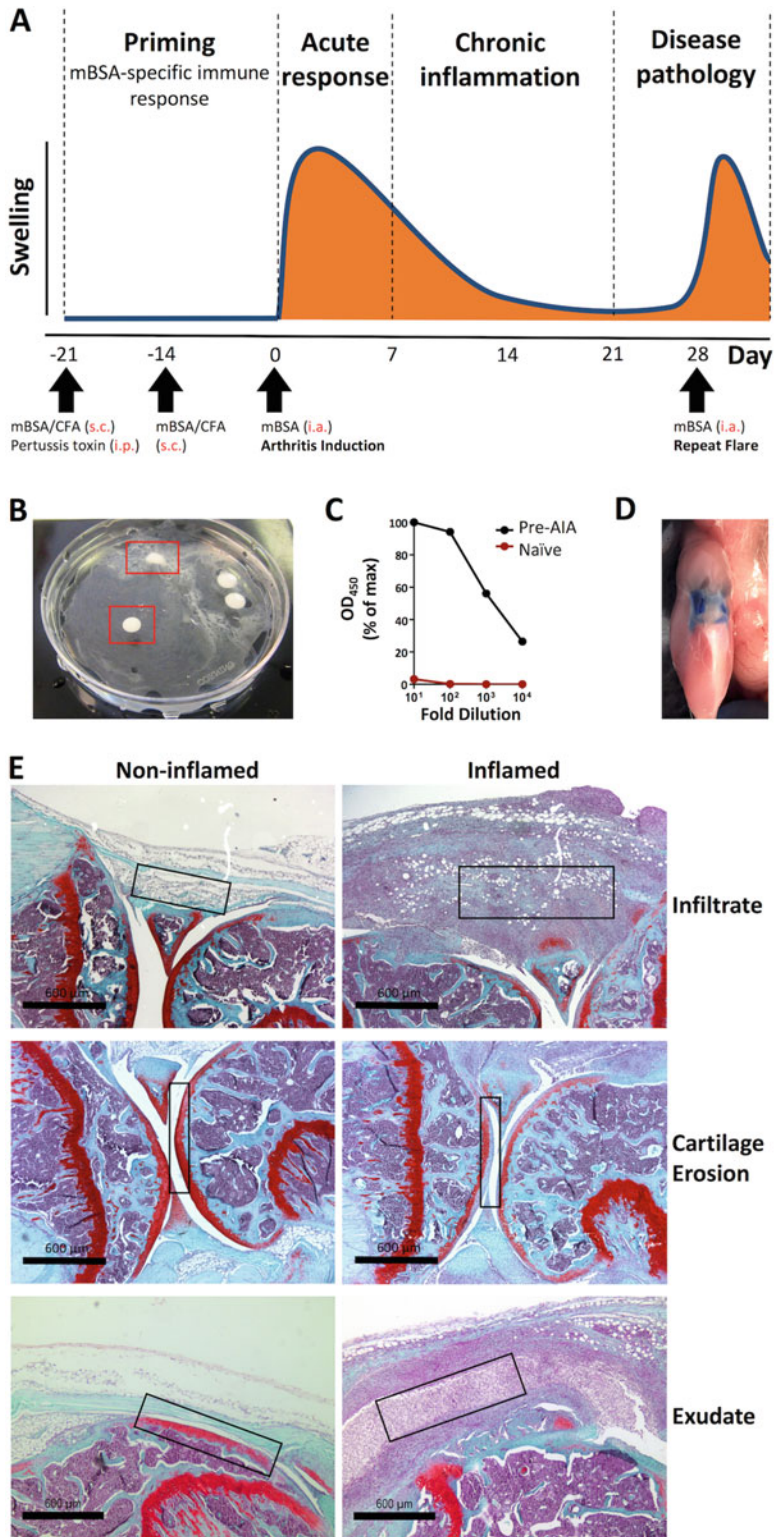 A
Priming
mBSA-specific immune
response
Acute
response
Chronic
inflammation
Disease
pathology
Swelling
-21
-14
0
7
14
21
28
Day
mBSA/CFA (s.c.)
Pertussis toxin (i.p.)
mBSA/CFA
(s.c.)
mBSA (i.a.)
Arthritis Induction
mBSA (i.a.)
Repeat Flare
B
C
OD450
(% of max)
100
80
60
40
20
0
10¹
10²
10³
10⁴
Fold Dilution
Pre-AIA
Naïve
D
E
Non-inflamed
Inflamed
600 µm
600 µm
Infiltrate
600 µm
600 µm
Cartilage
Erosion
600 µm
600 µm
Exudate